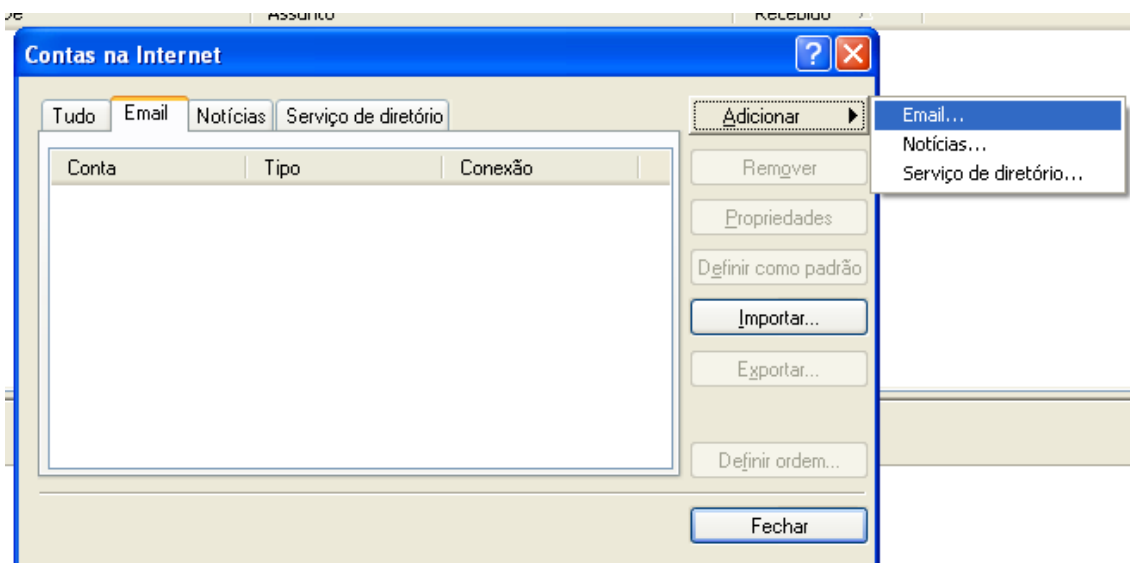 Assunto Recebido
Contas na Internet
Tudo Email Notícias Serviço de diretório
Conta Tipo Conexão
Adicionar
Remover
Propriedades
Definir como padrão
Importar...
Exportar...
Definir ordem...
Fechar
Email...
Notícias...
Serviço de diretório...